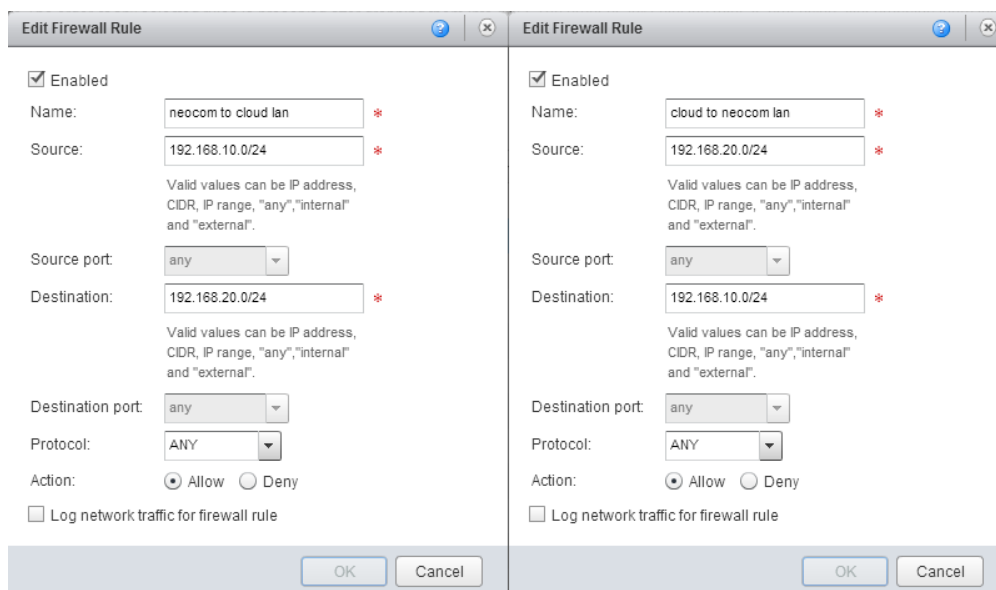 Edit Firewall Rule
Enabled
Name: neocom to cloud lan *
Source: 192.168.10.0/24 *
Valid values can be IP address,
CIDR, IP range, "any","internal"
and "external".
Source port: any
Destination: 192.168.20.0/24 *
Valid values can be IP address,
CIDR, IP range, "any","internal"
and "external".
Destination port: any
Protocol: ANY
Action: Allow Deny
Log network traffic for firewall rule
OK Cancel
Edit Firewall Rule
Enabled
Name: cloud to neocom lan *
Source: 192.168.20.0/24 *
Valid values can be IP address,
CIDR, IP range, "any","internal"
and "external".
Source port: any
Destination: 192.168.10.0/24 *
Valid values can be IP address,
CIDR, IP range, "any","internal"
and "external".
Destination port: any
Protocol: ANY
Action: Allow Deny
Log network traffic for firewall rule
OK Cancel